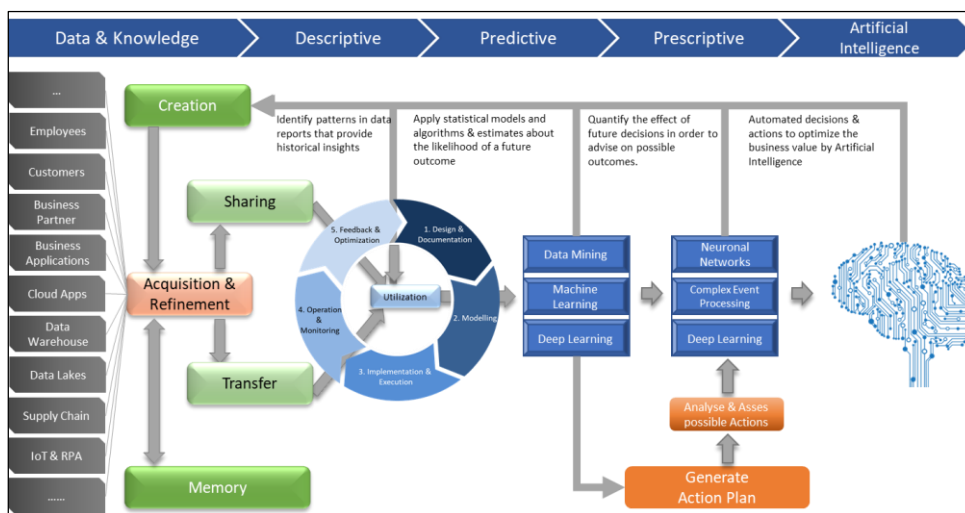 Data & Knowledge
Descriptive
Predictive
Prescriptive
Artificial
Intelligence
...
Employees
Customers
Business
Partner
Business
Applications
Cloud Apps
Data
Warehouse
Data Lakes
Supply Chain
IoT & RPA
......
Creation
Identify patterns in data
reports that provide
historical insights
Apply statistical models and
algorithms & estimates about
the likelihood of a future
outcome
Quantify the effect of
future decisions in order to
advise on possible
outcomes.
Automated decisions &
actions to optimize the
business value by Artificial
Intelligence
Sharing
Acquisition &
Refinement
Transfer
Memory
5. Feedback &
Optimization
1. Design &
Documentation
Utilization
4. Operation
&
Monitoring
2. Modelling
3. Implementation &
Execution
Data Mining
Machine
Learning
Deep Learning
Neuronal
Networks
Complex Event
Processing
Deep Learning
Analyse & Asses
possible Actions
Generate
Action Plan